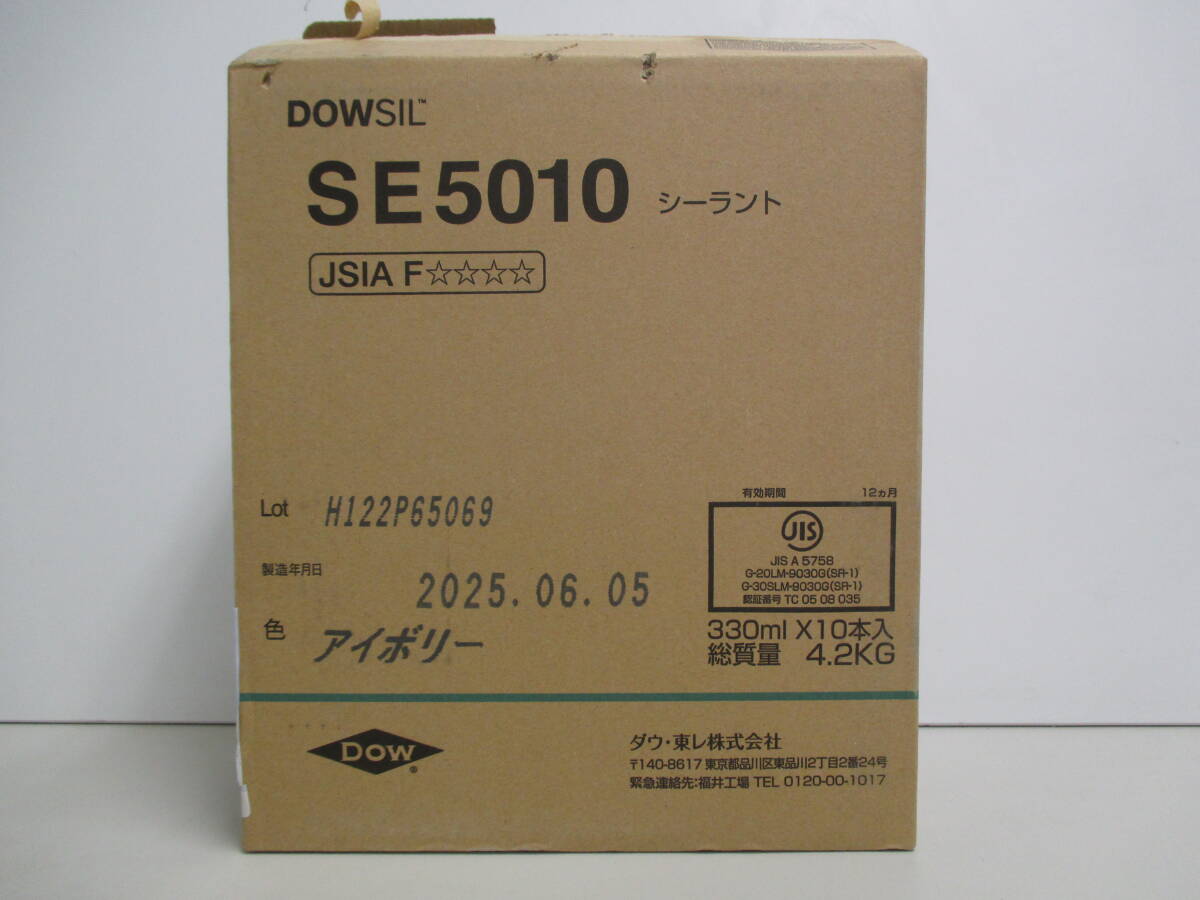 DOWSIL™
SE 5010 シーラント
JSIA F☆☆☆☆
有効期間 12ヵ月
Lot H122P65069
JIS
JIS A 5758
G-20LM-9030G(SR-1)
G-30SLM-9030G(SR-1)
認証番号 TC 05 08 035
製造年月日 2025.06.05
色 アイボリー
330ml X10本入
総質量 4.2KG
DOW®
ダウ・東レ株式会社
〒140-8617 東京都品川区東品川2丁目2番24号
緊急連絡先:福井工場 TEL 0120-00-1017